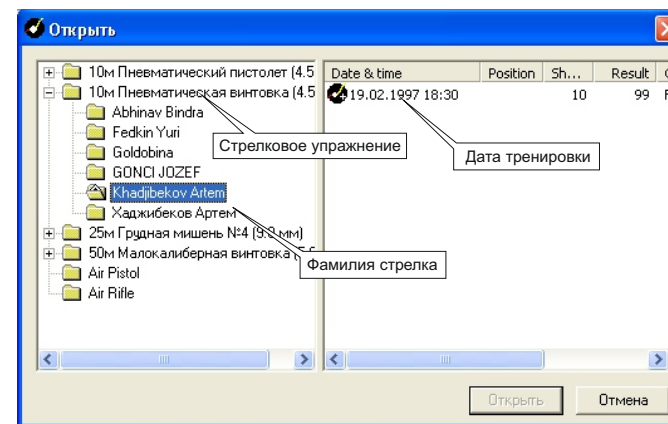 Открыть
10м Пневматический пистолет (4.5
10м Пневматическая винтовка (4.5
Abhinav Bindra
Fedkin Yuri
Goldobina
GONCI JOZEF
Khadjibekov Artem
Хаджибеков Артем
25м Грудная мишень №4 (9.0 мм)
50м Малокалиберная винтовка
Air Pistol
Air Rifle
Date & time Position Sh... Result
19.02.1997 18:30 10 99
Стрелковое упражнение
Дата тренировки
Фамилия стрелка
Открыть Отмена